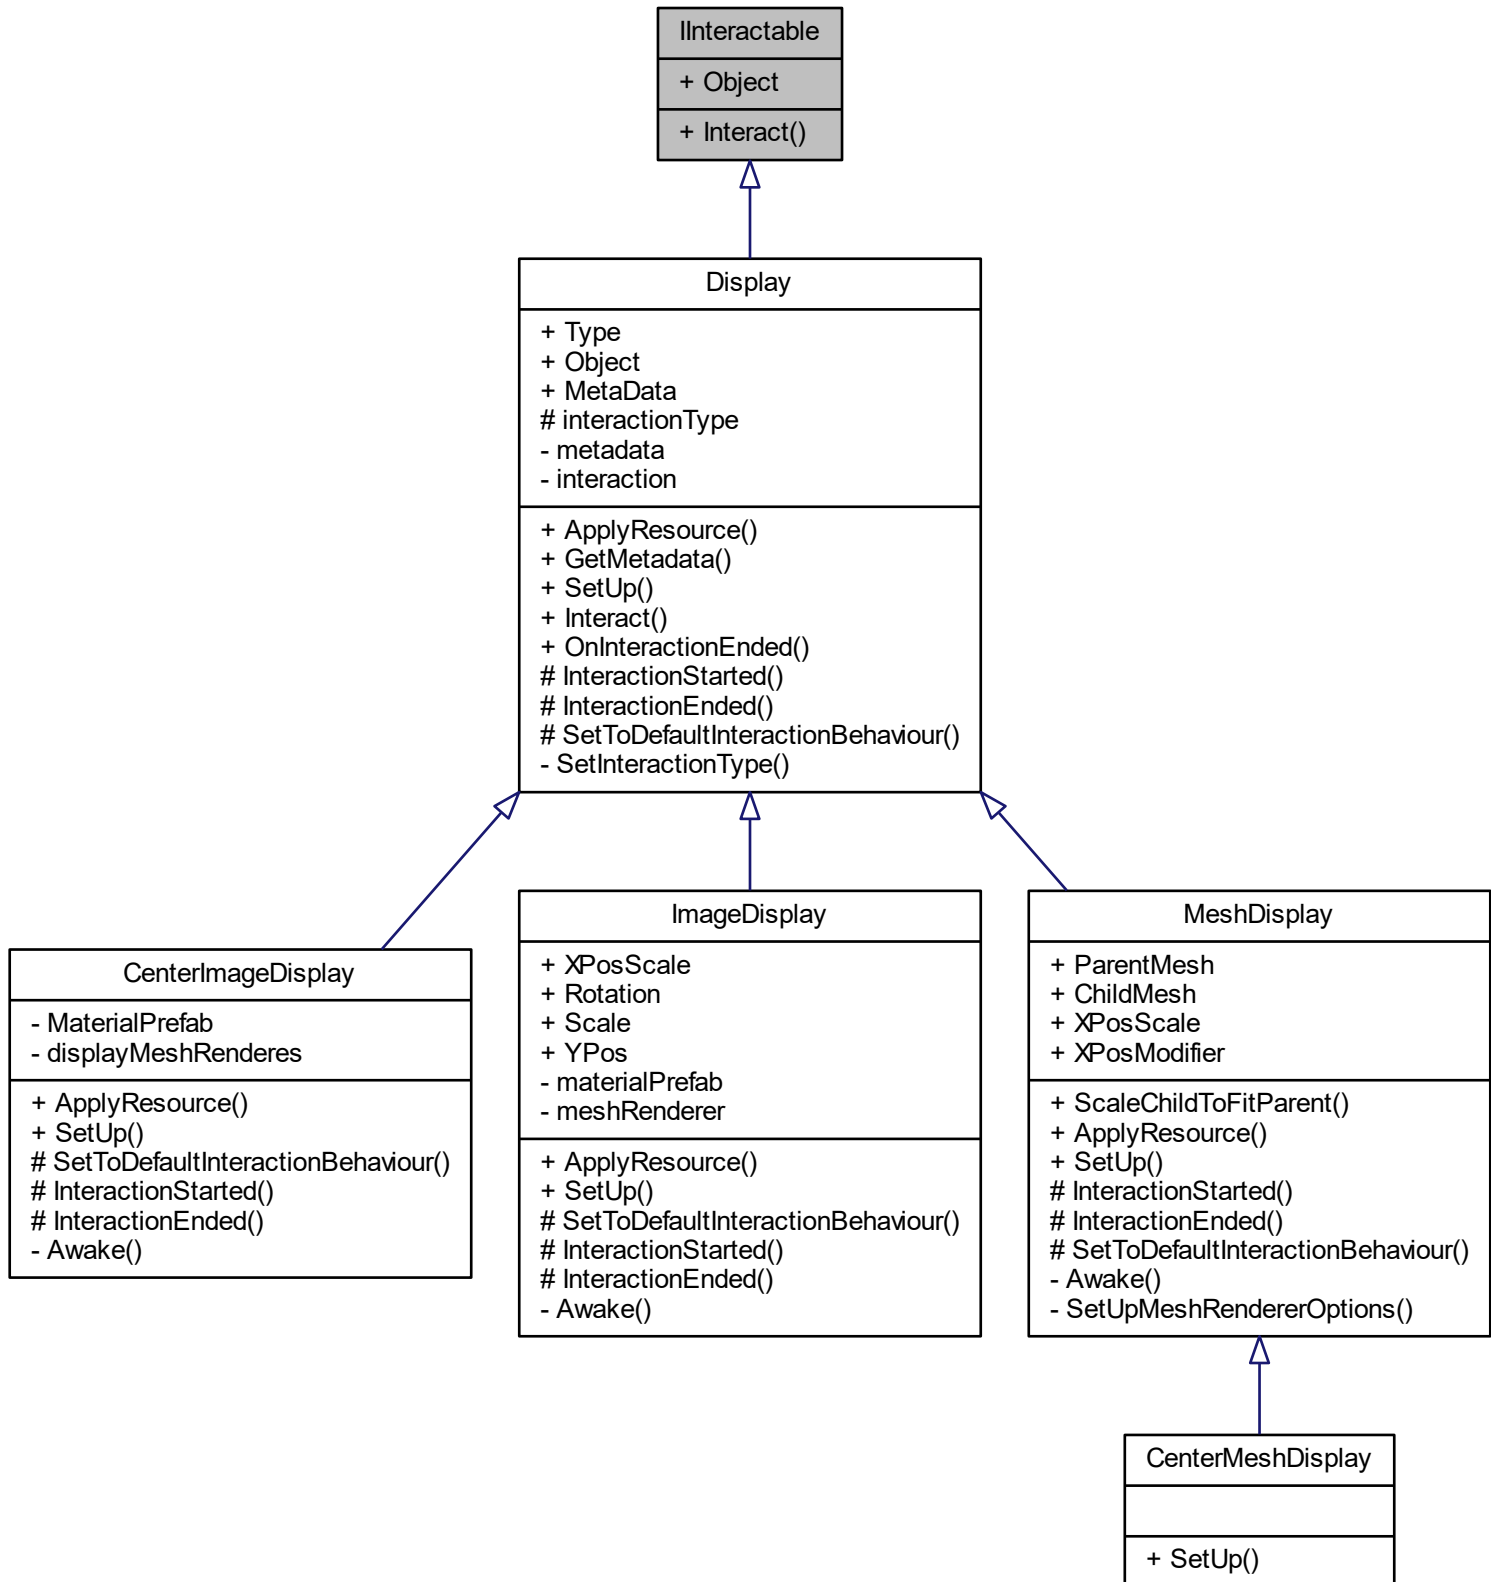 IInteractable
+ Object
+ Interact()
Display
+ Type
+ Object
+ MetaData
# interactionType
- metadata
- interaction
+ ApplyResource()
+ GetMetadata()
+ SetUp()
+ Interact()
+ OnInteractionEnded()
# InteractionStarted()
# InteractionEnded()
# SetToDefaultInteractionBehaviour()
- SetInteractionType()
CenterImageDisplay
- MaterialPrefab
- displayMeshRenderes
+ ApplyResource()
+ SetUp()
# SetToDefaultInteractionBehaviour()
# InteractionStarted()
# InteractionEnded()
- Awake()
ImageDisplay
+ XPosScale
+ Rotation
+ Scale
+ YPos
- materialPrefab
- meshRenderer
+ ApplyResource()
+ SetUp()
# SetToDefaultInteractionBehaviour()
# InteractionStarted()
# InteractionEnded()
- Awake()
MeshDisplay
+ ParentMesh
+ ChildMesh
+ XPosScale
+ XPosModifier
+ ScaleChildToFitParent()
+ ApplyResource()
+ SetUp()
# InteractionStarted()
# InteractionEnded()
# SetToDefaultInteractionBehaviour()
- Awake()
- SetUpMeshRendererOptions()
CenterMeshDisplay
+ SetUp()